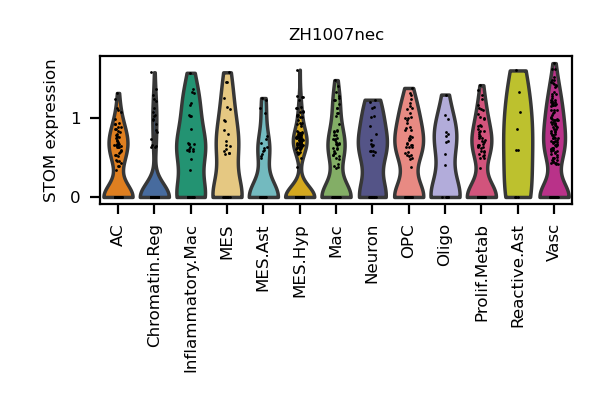 ZH1007nec
STOM expression
1
0
AC
Chromatin.Reg
Inflammatory.Mac
MES
MES.Ast
MES.Hyp
Mac
Neuron
OPC
Oligo
Prolif.Metab
Reactive.Ast
Vasc